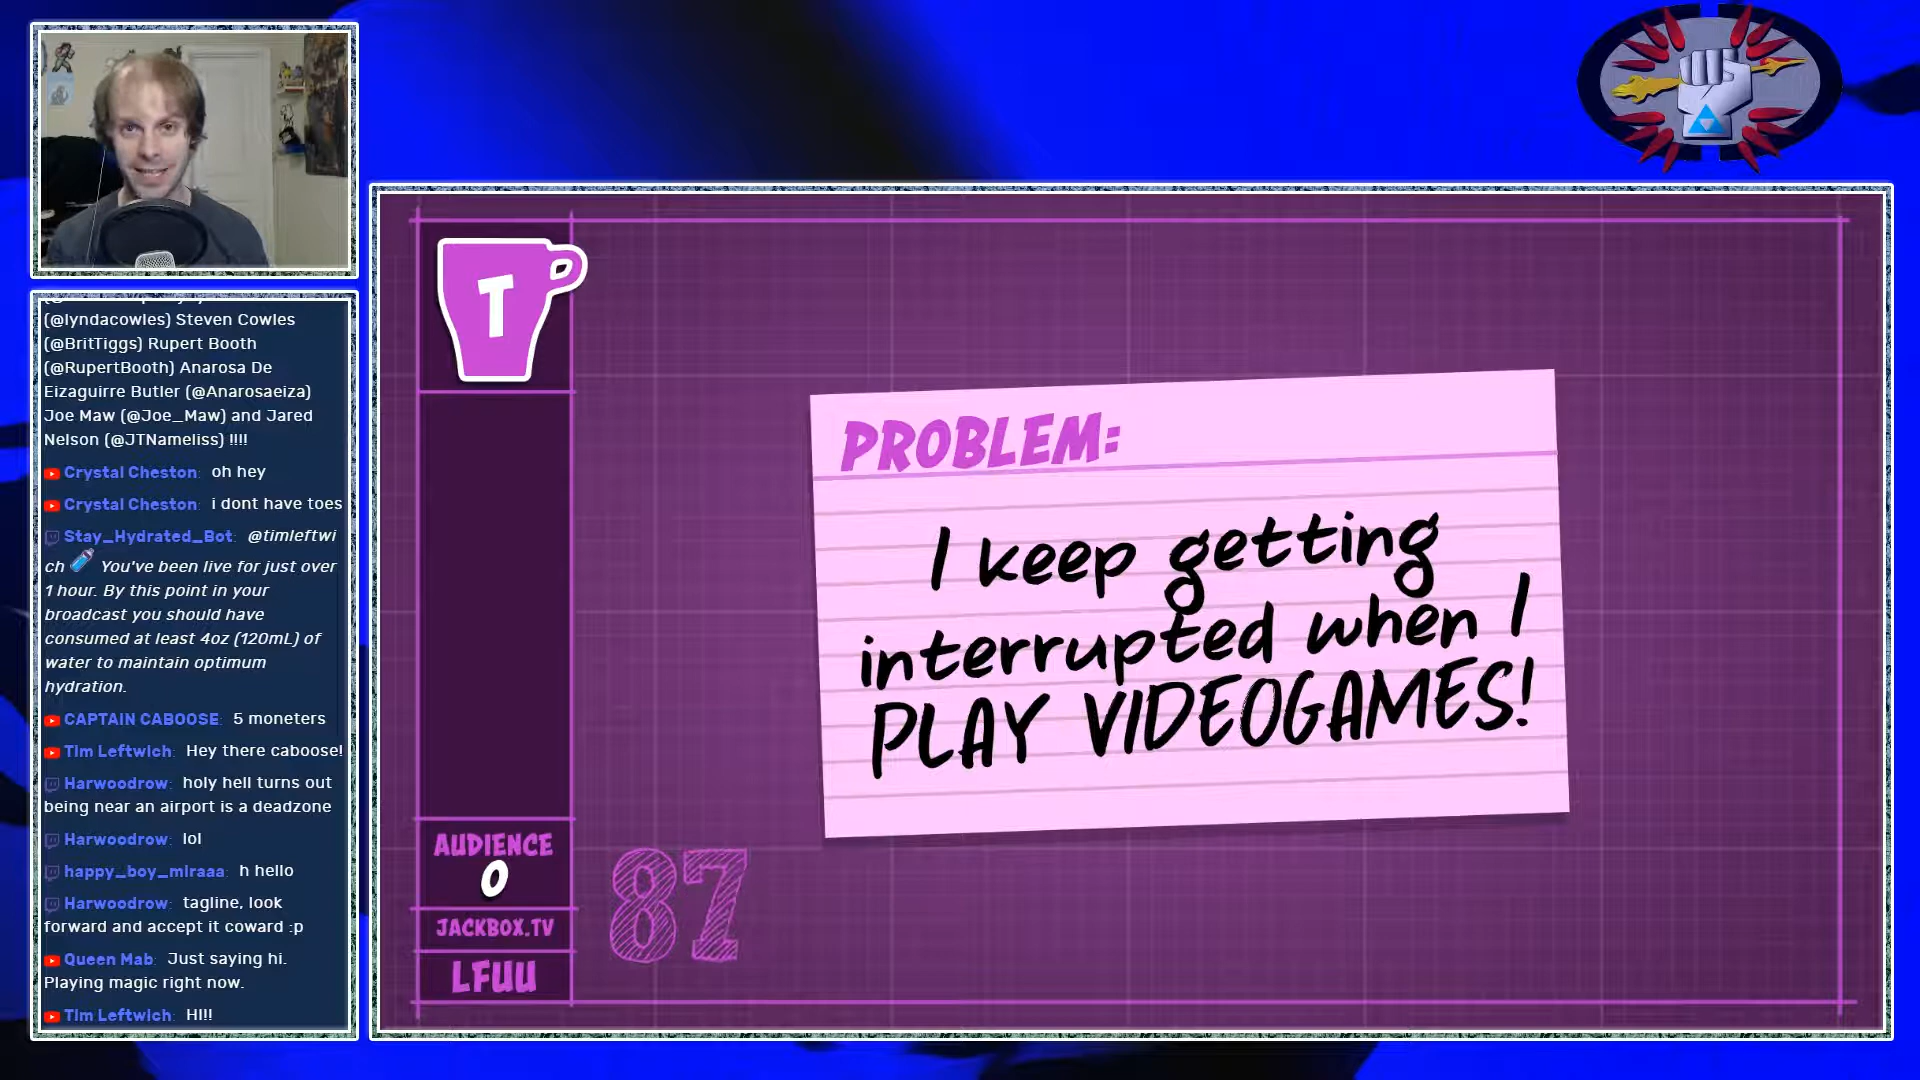 (@lyndacowles) Steven Cowles
(@BritTiggs) Rupert Booth
(@RupertBooth) Anarosa De
Eizaguirre Butler (@Anarosaeiza)
Joe Maw (@Joe_Maw) and Jared
Nelson (@JTNameliss) !!!!
Crystal Cheston: oh hey
Crystal Cheston: i dont have toes
Stay_Hydrated_Bot: @timleftwi
ch You've been live for just over
1 hour. By this point in your
broadcast you should have
consumed at least 4oz (120mL) of
water to maintain optimum
hydration.
CAPTAIN CABOOSE: 5 moneters
Tim Leftwich: Hey there caboose!
Harwoodrow: holy hell turns out
being near an airport is a deadzone
Harwoodrow: lol
happy_boy_miraaa: h hello
Harwoodrow: tagline, look
forward and accept it coward :p
Queen Mab: Just saying hi.
Playing magic right now.
Tim Leftwich: HI!!
T
AUDIENCE
0
JACKBOX.TV
LFUU
87
PROBLEM:
I keep getting
interrupted when I
PLAY VIDEOGAMES!